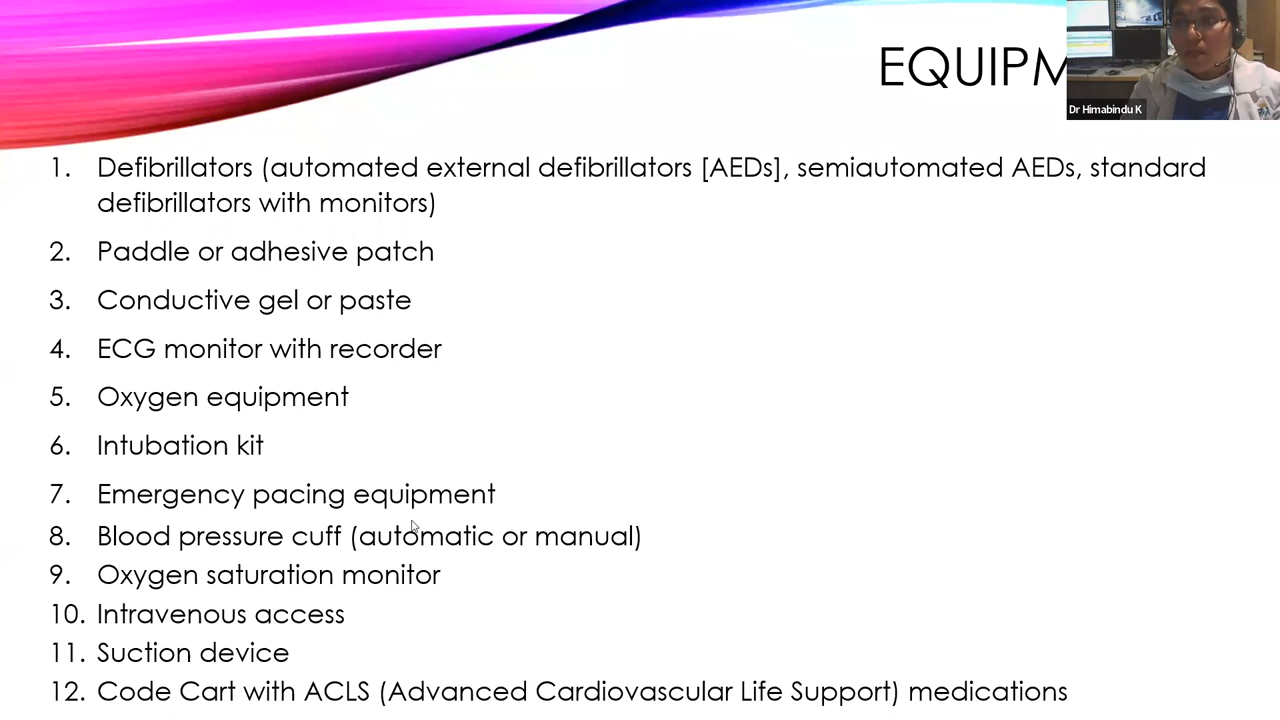 EQUIPM
Dr Himabindu K
1. Defibrillators (automated external defibrillators [AEDs], semiautomated AEDs, standard
defibrillators with monitors)
2. Paddle or adhesive patch
3. Conductive gel or paste
4. ECG monitor with recorder
5. Oxygen equipment
6. Intubation kit
7. Emergency pacing equipment
8. Blood pressure cuff (automatic or manual)
9. Oxygen saturation monitor
10. Intravenous access
11. Suction device
12. Code Cart with ACLS (Advanced Cardiovascular Life Support) medications